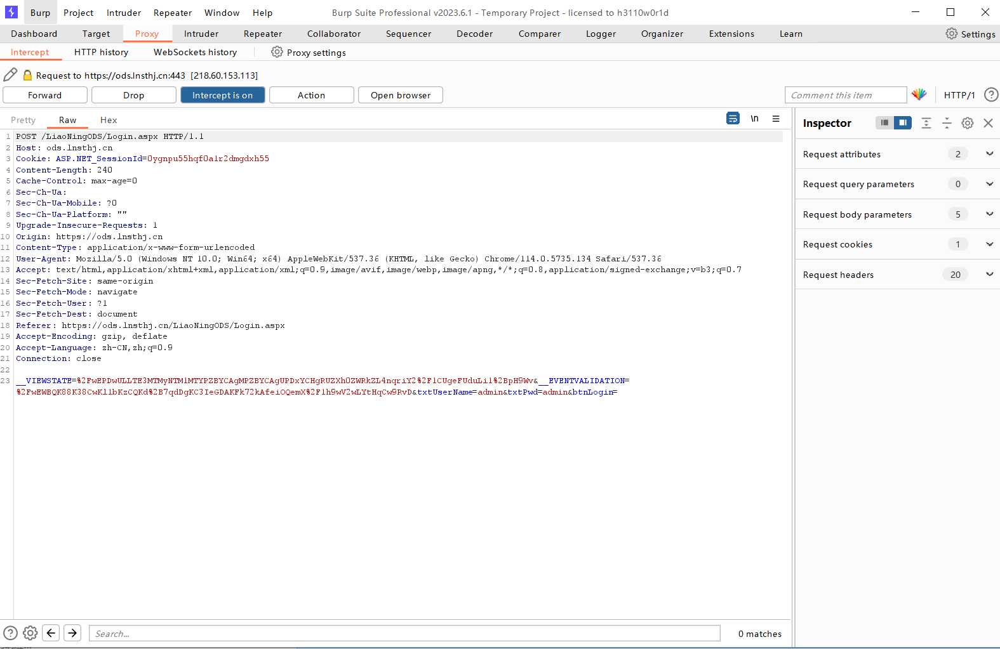 Burp Project Intruder Repeater Window Help Burp Suite Professional v2023.6.1 - Temporary Project - licensed to h3110w0r1d
Dashboard Target Proxy Intruder Repeater Collaborator Sequencer Decoder Comparer Logger Organizer Extensions Learn Settings
Intercept HTTP history WebSockets history Proxy settings
Request to https://ods.lnsthj.cn:443 [218.60.153.113]
Forward Drop Intercept is on Action Open browser Comment this item HTTP/1 ?
Pretty Raw Hex \n
Inspector
1 POST /LiaoNingODS/Login.aspx HTTP/1.1
2 Host: ods.lnsthj.cn
3 Cookie: ASP.NET_SessionId=0ygnpu55hqf0a1r2dmgdxh55
4 Content-Length: 240
5 Cache-Control: max-age=0
6 Sec-Ch-Ua:
7 Sec-Ch-Ua-Mobile: ?0
8 Sec-Ch-Ua-Platform: ""
9 Upgrade-Insecure-Requests: 1
10 Origin: https://ods.lnsthj.cn
11 Content-Type: application/x-www-form-urlencoded
12 User-Agent: Mozilla/5.0 (Windows NT 10.0; Win64; x64) AppleWebKit/537.36 (KHTML, like Gecko) Chrome/114.0.5735.134 Safari/537.36
13 Accept: text/html,application/xhtml+xml,application/xml;q=0.9,image/avif,image/webp,image/apng,*/*;q=0.8,application/signed-exchange;v=b3;q=0.7
14 Sec-Fetch-Site: same-origin
15 Sec-Fetch-Mode: navigate
16 Sec-Fetch-User: ?1
17 Sec-Fetch-Dest: document
18 Referer: https://ods.lnsthj.cn/LiaoNingODS/Login.aspx
19 Accept-Encoding: gzip, deflate
20 Accept-Language: zh-CN,zh;q=0.9
21 Connection: close
22
23 __VIEWSTATE=%2FwEPDwULLTE3MTMyNTM1MTYPZBYCAgMPZBYCAgUPDxYCHgRUZXh0ZWRkZL4nqriY2%2F1CUgeFUduLi1%2BpH9Wv&__EVENTVALIDATION=
%2FwEWBQK88K38CwKl1bKzCQKd%2B7qdDgKC3IeGDAKFk72kAfeiOQemX%2F1h9wV2wLYtHqCw9RvD&txtUserName=admin&txtPwd=admin&btnLogin=
Request attributes 2
Request query parameters 0
Request body parameters 5
Request cookies 1
Request headers 20
? Search... 0 matches